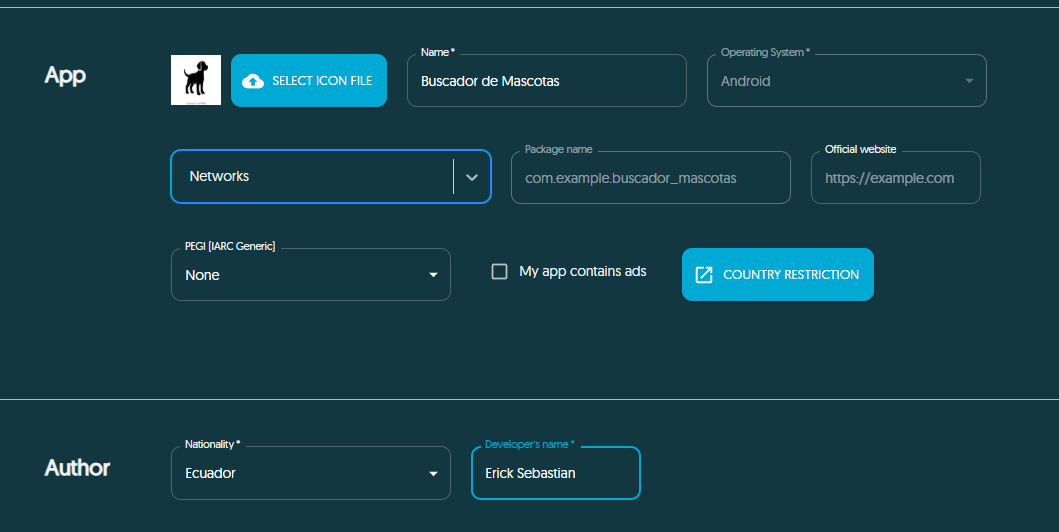 App
SELECT ICON FILE
Name *
Buscador de Mascotas
Operating System *
Android
Networks
Package name
com.example.buscador_mascotas
Official website
https://example.com
PEGI (IARC Generic)
None
My app contains ads
COUNTRY RESTRICTION
Author
Nationality *
Ecuador
Developer's name *
Erick Sebastian